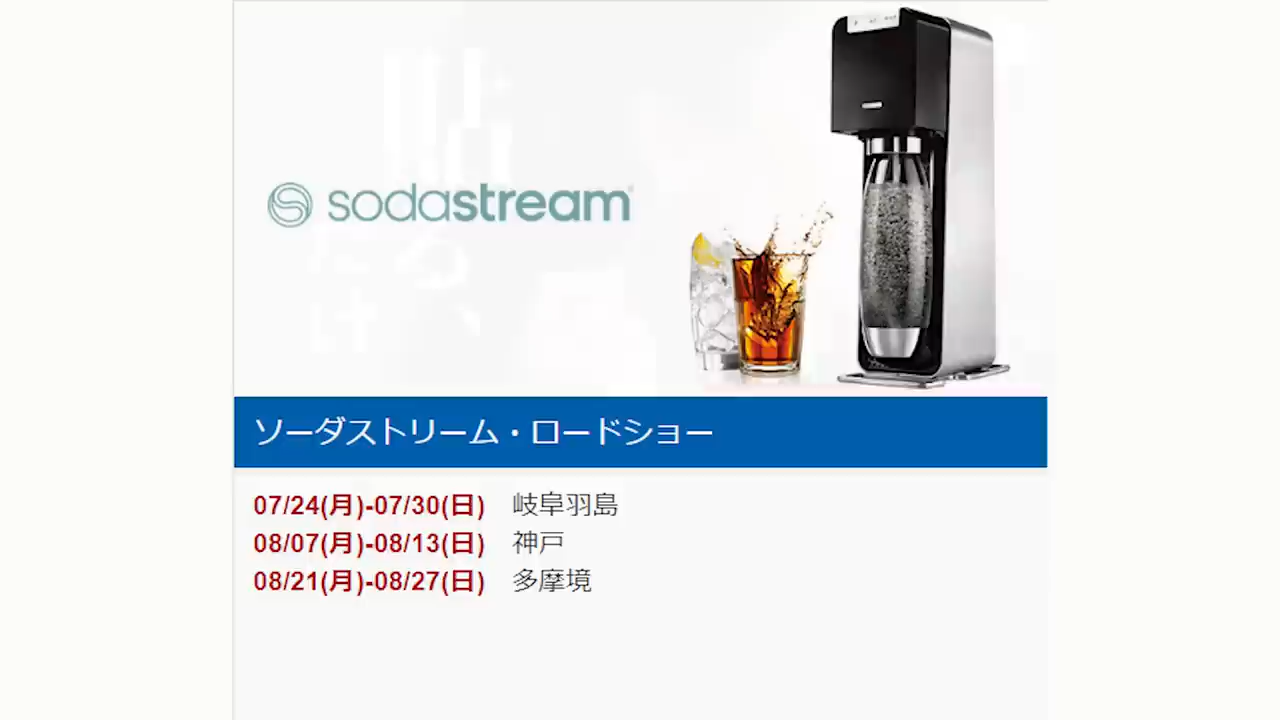 sodastream
ソーダストリーム・ロードショー
07/24(月)-07/30(日) 岐阜羽島
08/07(月)-08/13(日) 神戸
08/21(月)-08/27(日) 多摩境